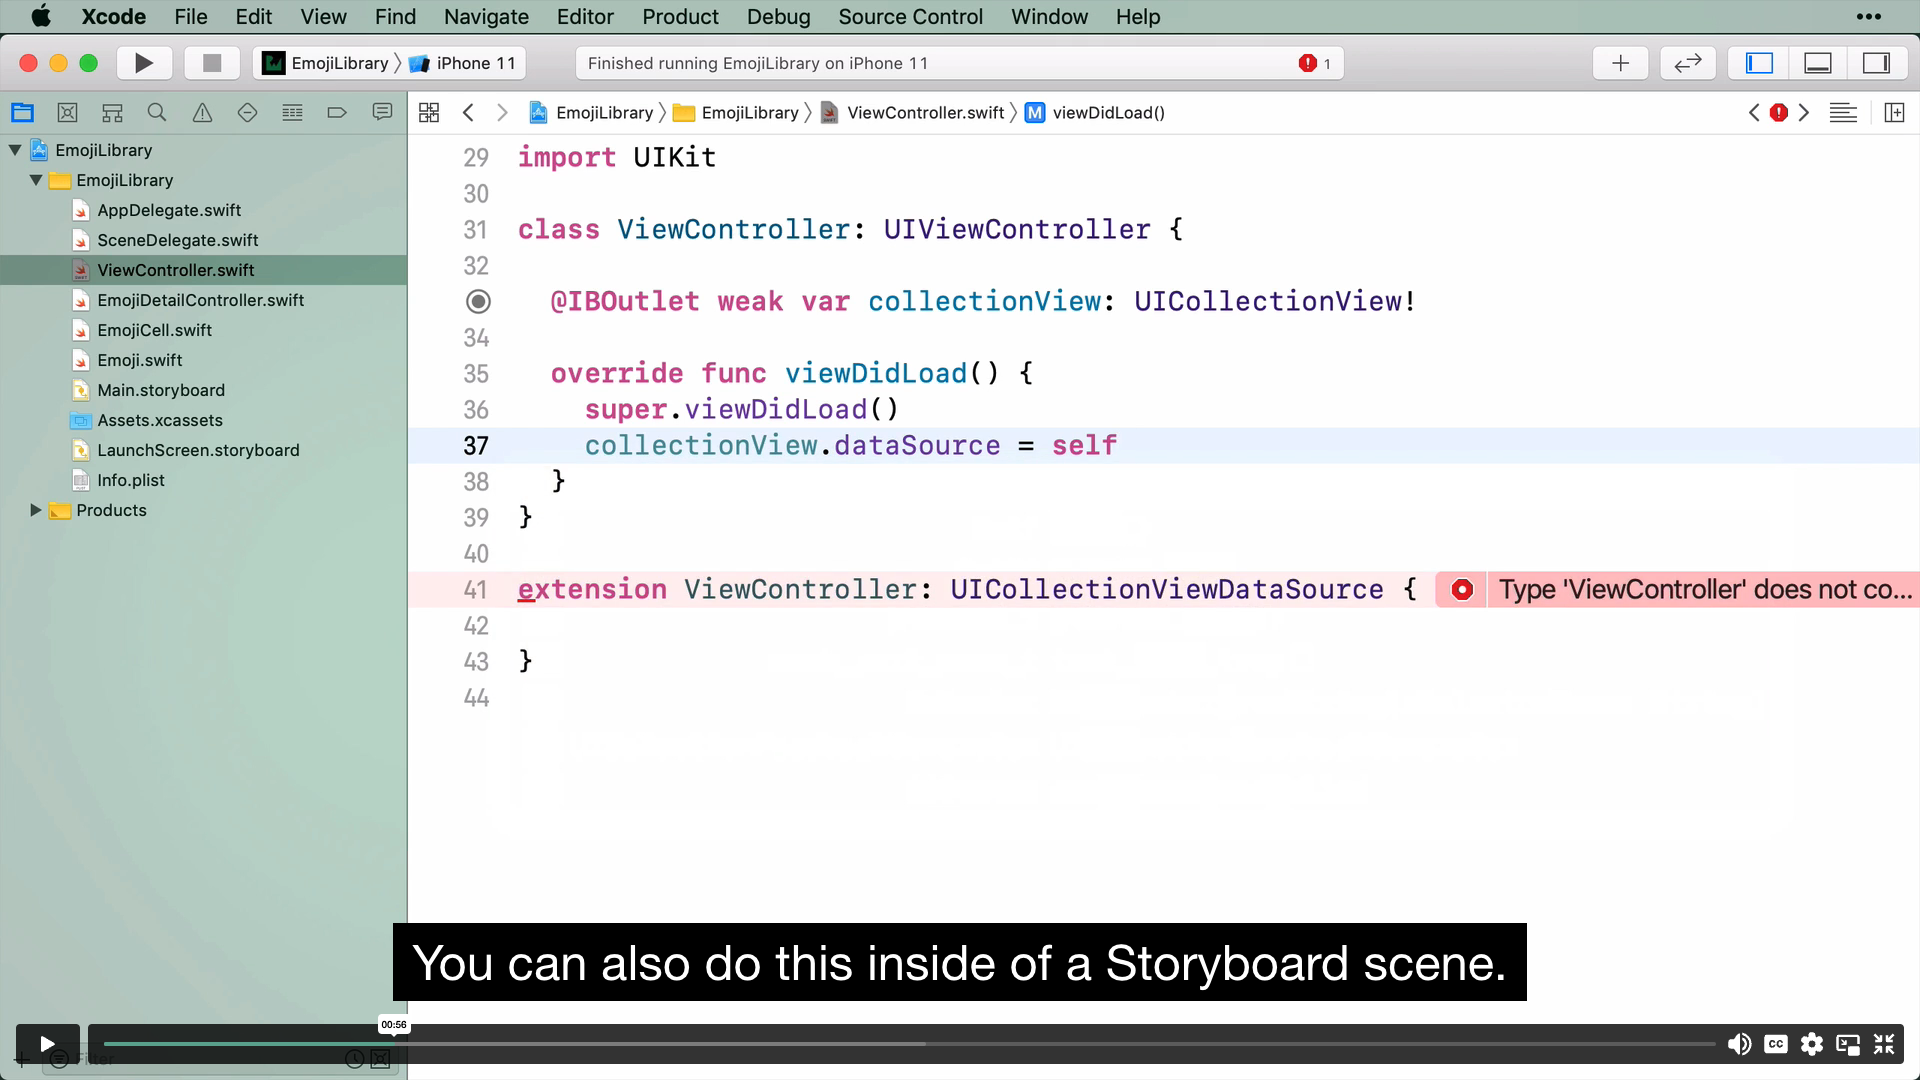 Xcode File Edit View Find Navigate Editor Product Debug Source Control Window Help
EmojiLibrary iPhone 11
Finished running EmojiLibrary on iPhone 11
1
EmojiLibrary EmojiLibrary ViewController.swift M viewDidLoad()
EmojiLibrary
EmojiLibrary
AppDelegate.swift
SceneDelegate.swift
ViewController.swift
EmojiDetailController.swift
EmojiCell.swift
Emoji.swift
Main.storyboard
Assets.xcassets
LaunchScreen.storyboard
Info.plist
Products
29 import UIKit
30
31 class ViewController: UIViewController {
32
@IBOutlet weak var collectionView: UICollectionView!
34
35 override func viewDidLoad() {
36 super.viewDidLoad()
37 collectionView.dataSource = self
38 }
39 }
40
41 extension ViewController: UICollectionViewDataSource { Type 'ViewController' does not co...
42
43 }
44
You can also do this inside of a Storyboard scene.
00:56
CC
Filter